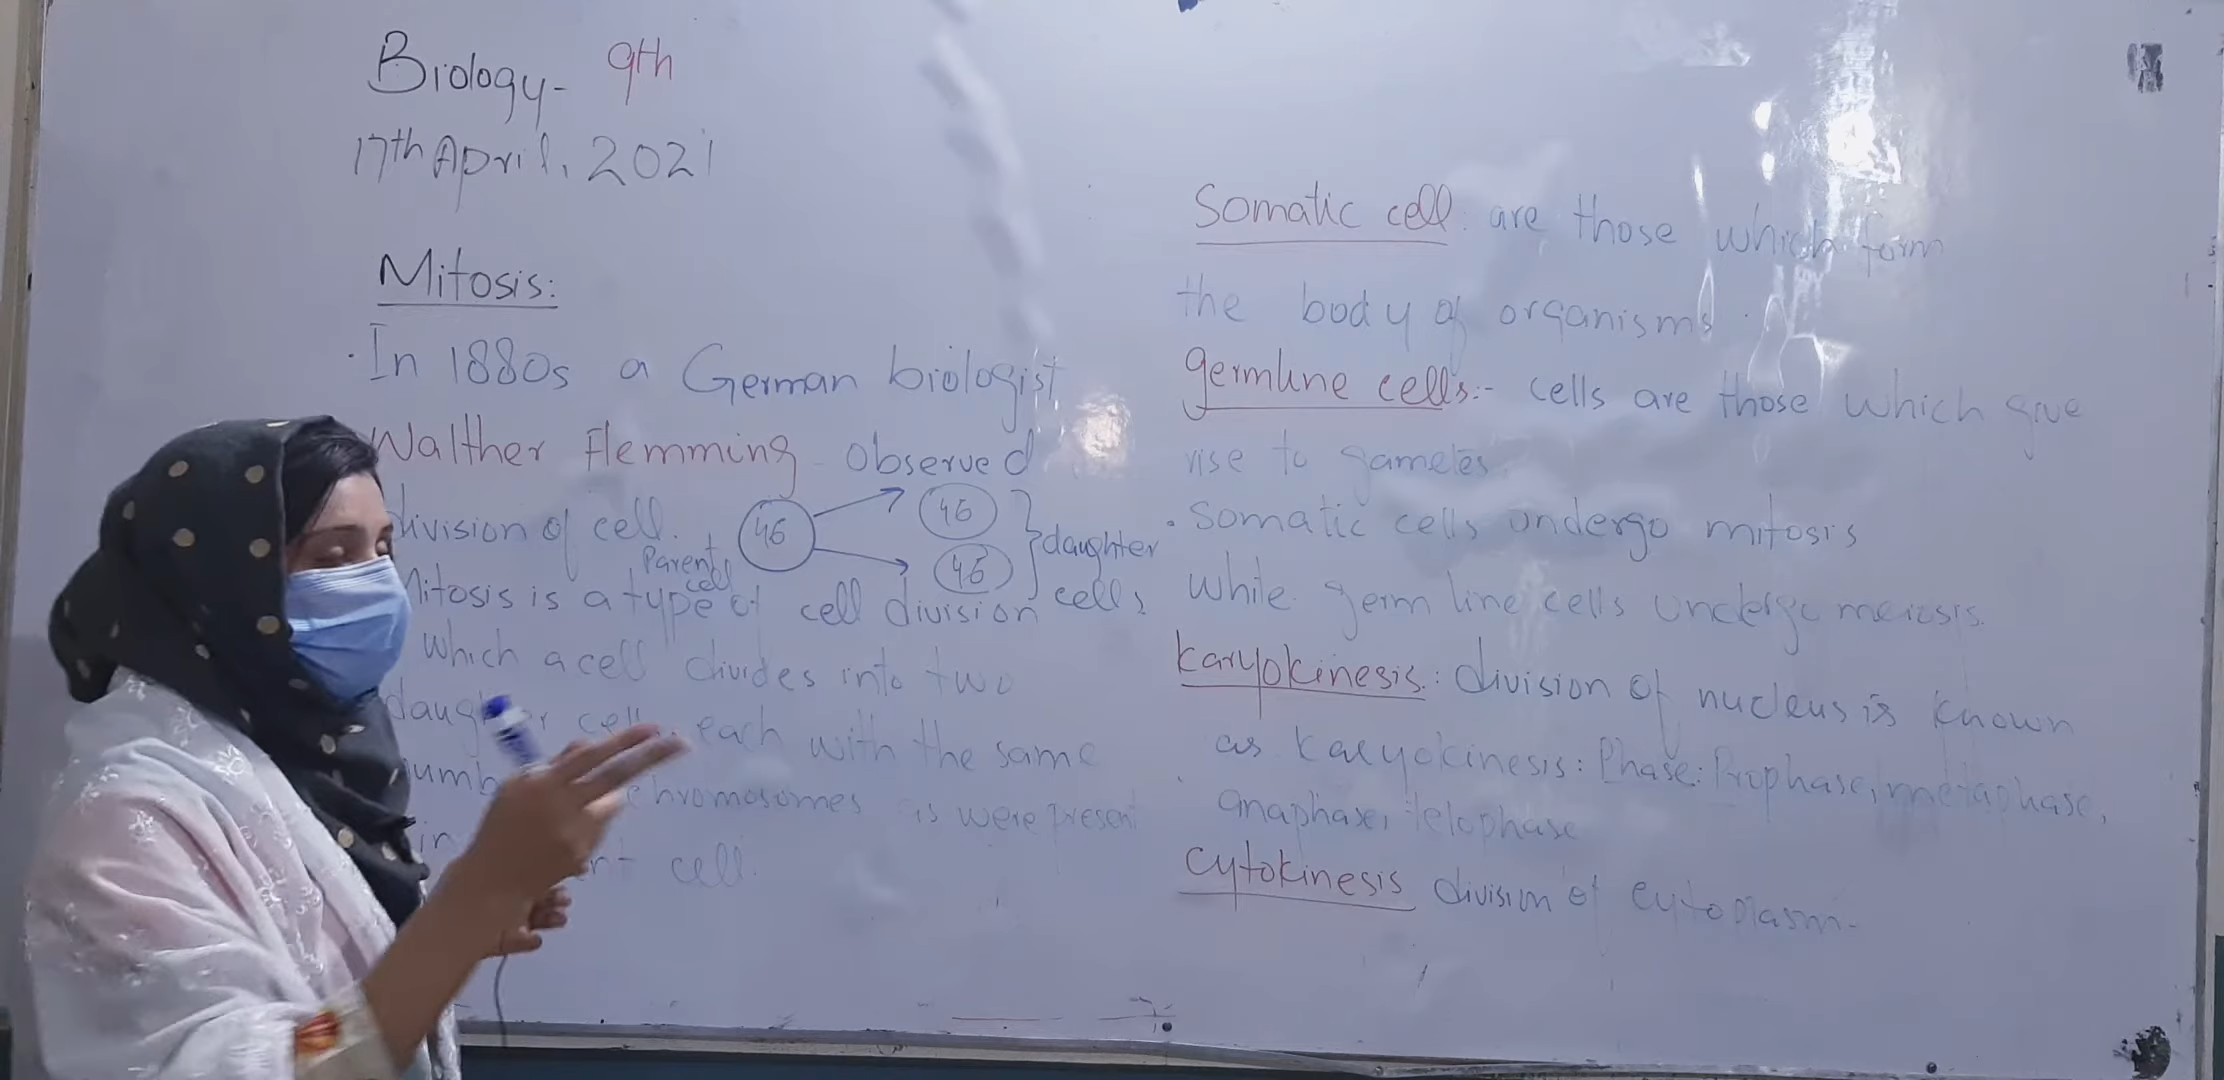 Biology- 9th
17th April, 2021
Mitosis:
· In 1880s a German biologist
Walther Flemming observed
division of cell.
Parent cell
46
46
46
daughter cells
Mitosis is a type of cell division
which a cell divides into two
cells each with the same
chromosomes is were present
in
cell.
Somatic cell: are those which form
the body of organisms.
germline cells:- cells are those which give
rise to gametes.
· Somatic cells undergo mitosis
while germ line cells undergo meiosis.
karyokinesis: division of nucleus is known
as karyokinesis: Phase: Prophase, metaphase,
anaphase, telophase
cytokinesis division of cytoplasm.